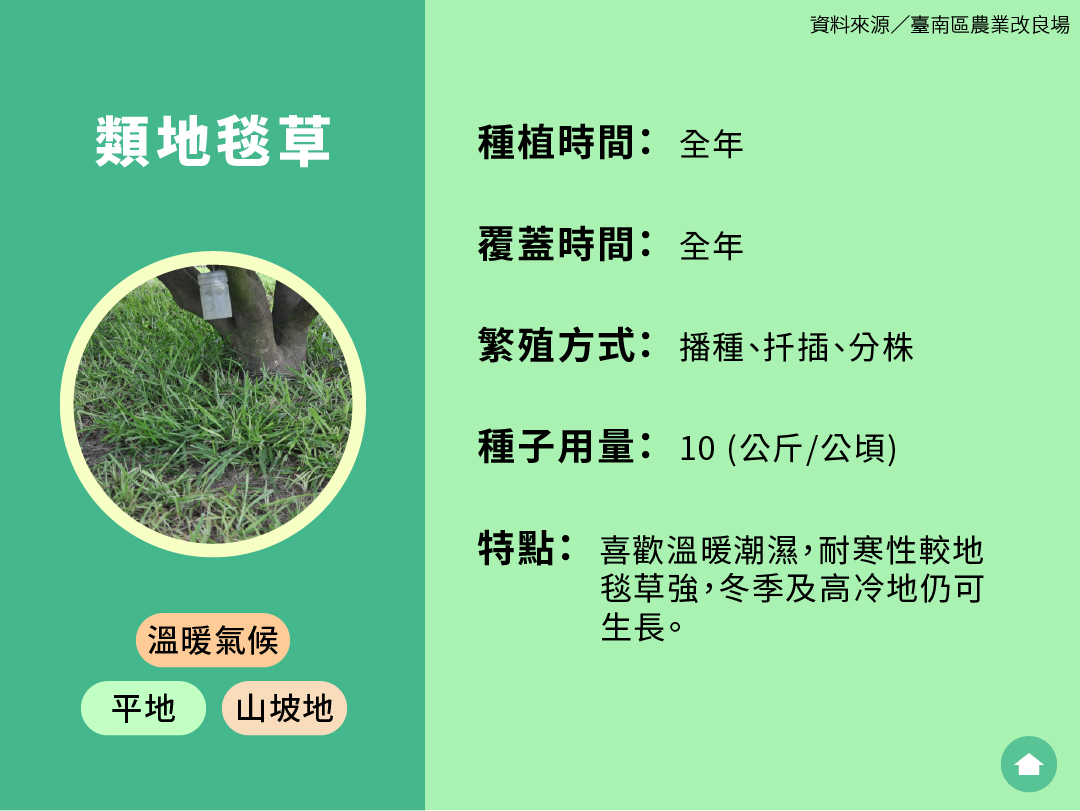 資料來源／臺南區農業改良場
類地毯草
溫暖氣候
平地 山坡地
種植時間： 全年
覆蓋時間： 全年
繁殖方式： 播種、扦插、分株
種子用量： 10 (公斤/公頃)
特點： 喜歡溫暖潮濕，耐寒性較地
毯草強，冬季及高冷地仍可
生長。